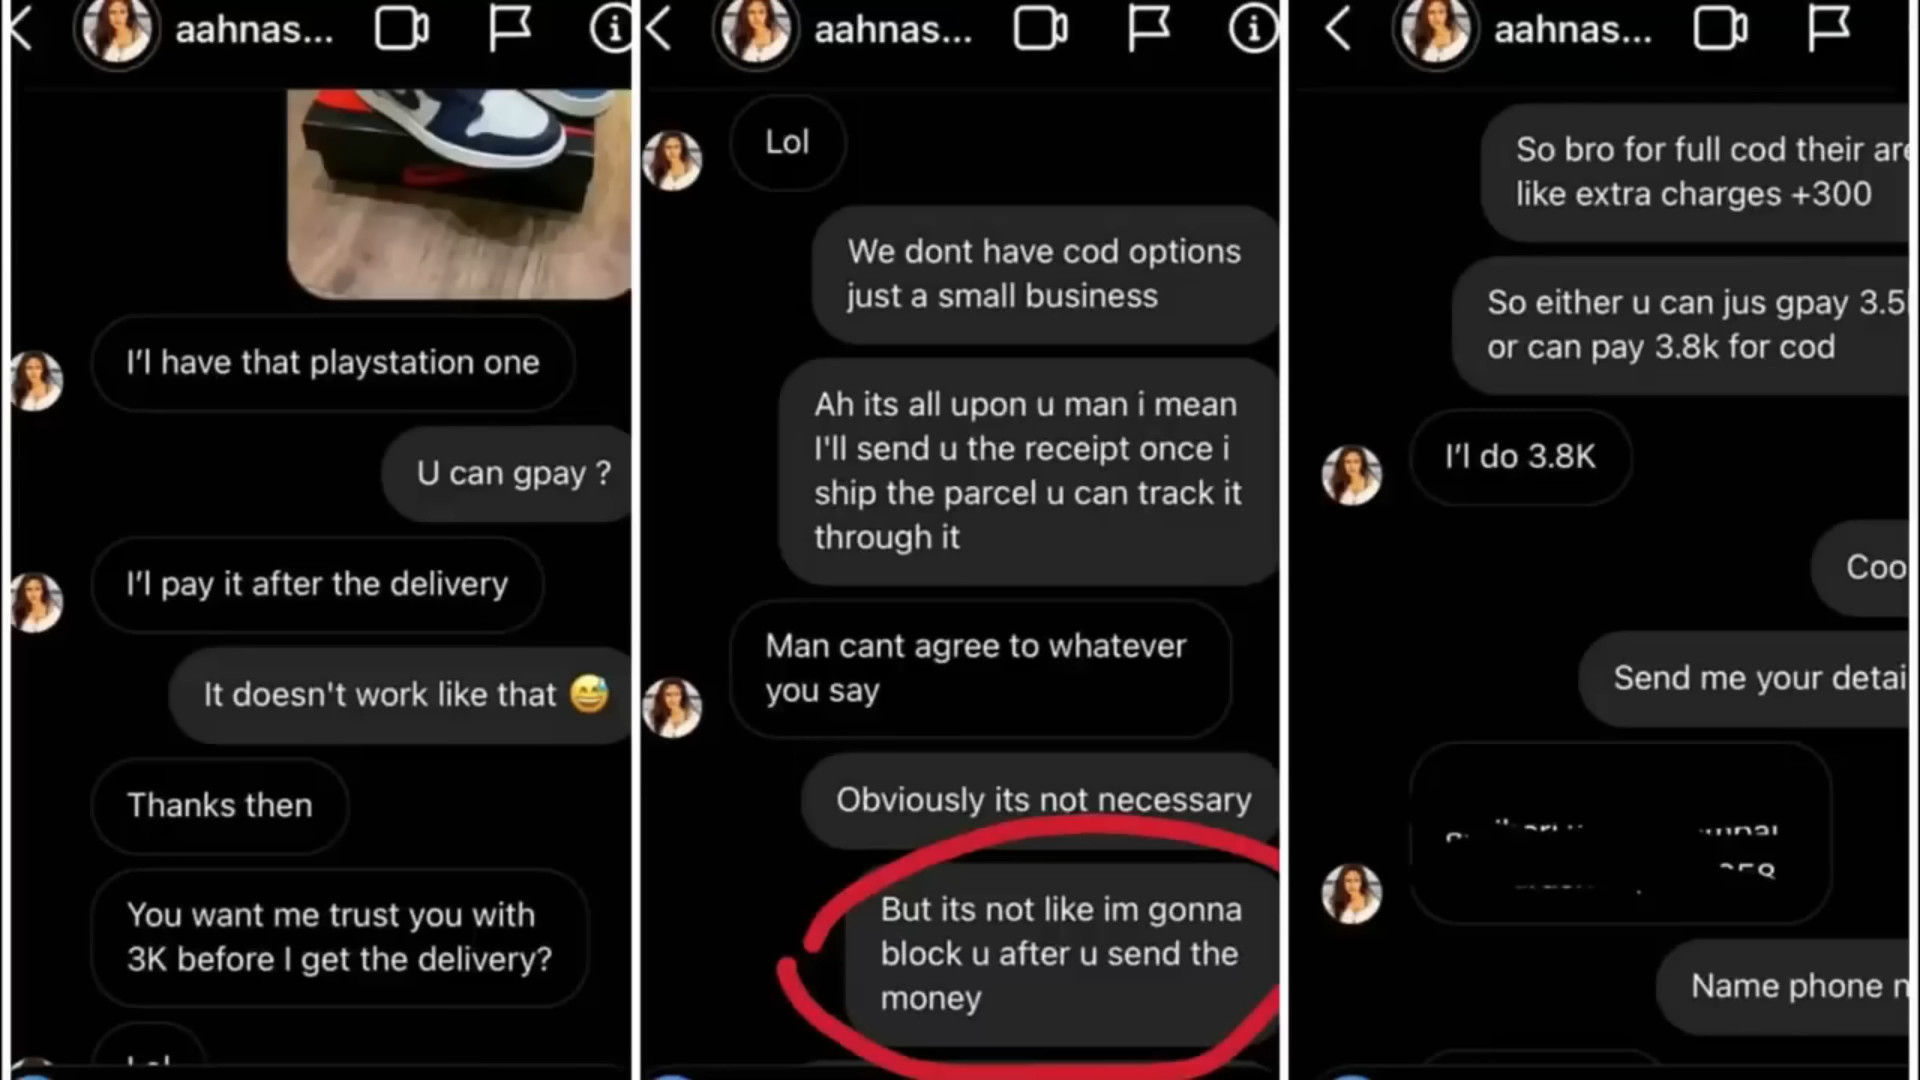 aahnas...
I'l have that playstation one
U can gpay ?
I'l pay it after the delivery
It doesn't work like that 😅
Thanks then
You want me trust you with
3K before I get the delivery?
Lol
aahnas...
Lol
We dont have cod options
just a small business
Ah its all upon u man i mean
I'll send u the receipt once i
ship the parcel u can track it
through it
Man cant agree to whatever
you say
Obviously its not necessary
But its not like im gonna
block u after u send the
money
aahnas...
So bro for full cod their are
like extra charges +300
So either u can jus gpay 3.5
or can pay 3.8k for cod
I'l do 3.8K
Coo
Send me your detai
Name phone n